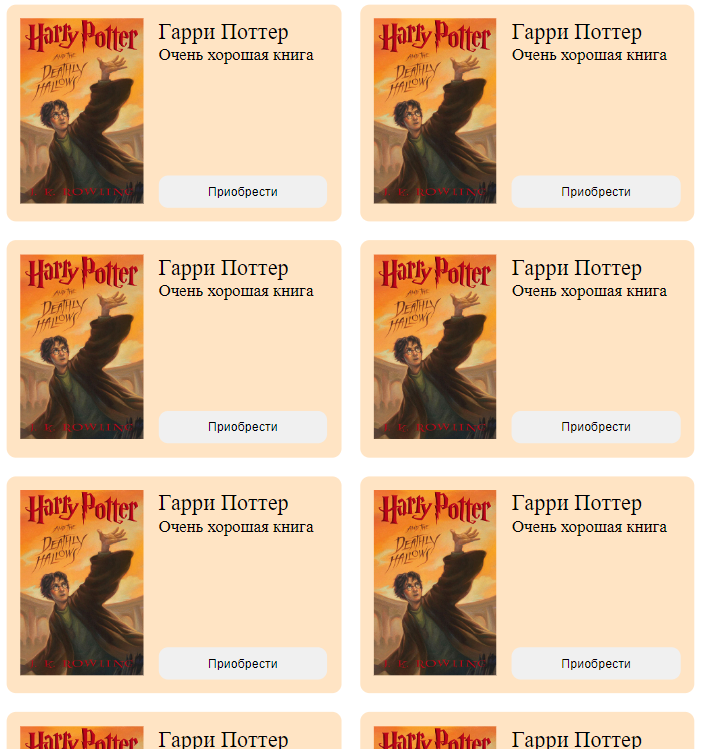 Harry Potter
AND THE
DEATHLY
HALLOWS
J. K. ROWLING
Гарри Поттер
Очень хорошая книга
Приобрести
Harry Potter
AND THE
DEATHLY
HALLOWS
J. K. ROWLING
Гарри Поттер
Очень хорошая книга
Приобрести
Harry Potter
AND THE
DEATHLY
HALLOWS
J. K. ROWLING
Гарри Поттер
Очень хорошая книга
Приобрести
Harry Potter
AND THE
DEATHLY
HALLOWS
J. K. ROWLING
Гарри Поттер
Очень хорошая книга
Приобрести
Harry Potter
AND THE
DEATHLY
HALLOWS
J. K. ROWLING
Гарри Поттер
Очень хорошая книга
Приобрести
Harry Potter
AND THE
DEATHLY
HALLOWS
J. K. ROWLING
Гарри Поттер
Очень хорошая книга
Приобрести
Harry Potter
Гарри Поттер
Harry Potter
Гарри Поттер